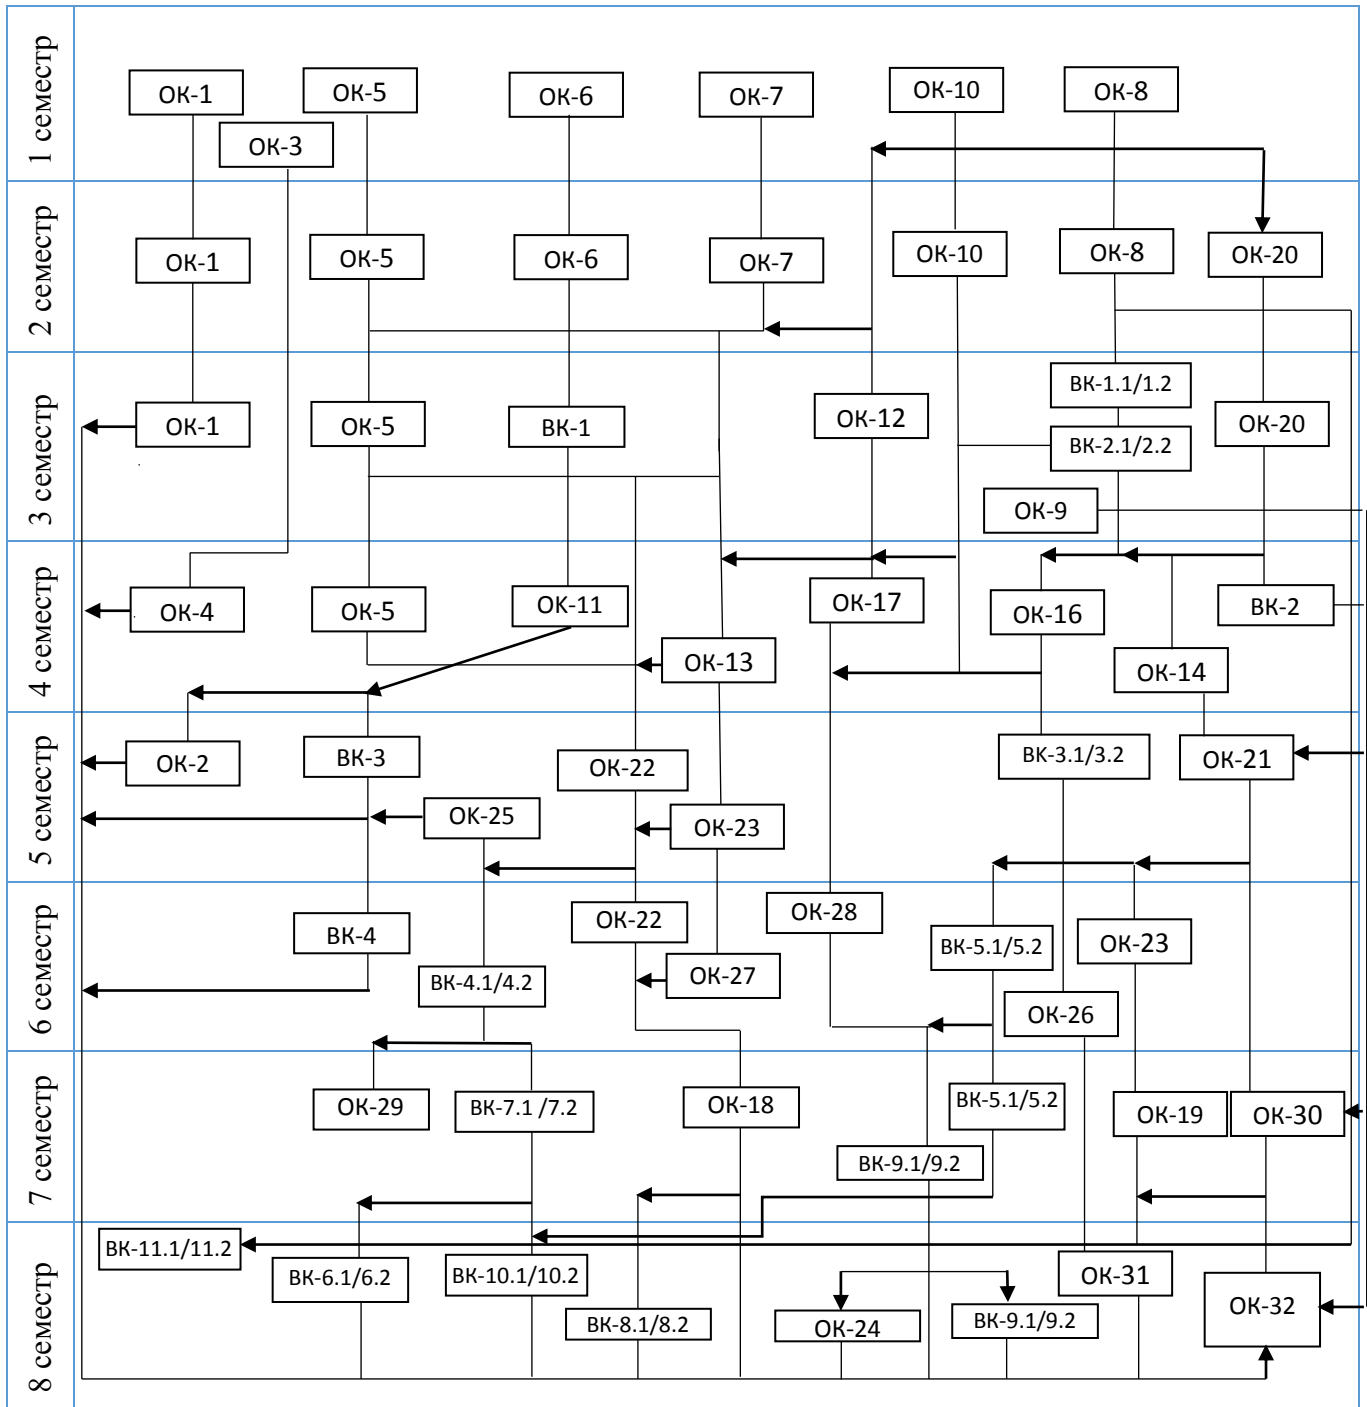 1 семестр
ОК-1
ОК-5
ОК-6
ОК-7
ОК-10
ОК-8
ОК-3
2 семестр
ОК-1
ОК-5
ОК-6
ОК-7
ОК-10
ОК-8
ОК-20
3 семестр
ВК-1.1/1.2
ОК-1
ОК-5
ВК-1
ОК-12
ОК-20
ВК-2.1/2.2
ОК-9
4 семестр
ОК-4
ОК-5
ОК-11
ОК-17
ОК-16
ВК-2
ОК-13
ОК-14
5 семестр
ОК-2
ВК-3
ОК-22
ВК-3.1/3.2
ОК-21
ОК-25
ОК-23
6 семестр
ВК-4
ОК-22
ОК-28
ВК-5.1/5.2
ОК-23
ВК-4.1/4.2
ОК-27
ОК-26
7 семестр
ОК-29
ВК-7.1 /7.2
ОК-18
ВК-5.1/5.2
ОК-19
ОК-30
ВК-9.1/9.2
8 семестр
ВК-11.1/11.2
ВК-6.1/6.2
ВК-10.1/10.2
ОК-31
ОК-32
ВК-8.1/8.2
ОК-24
ВК-9.1/9.2